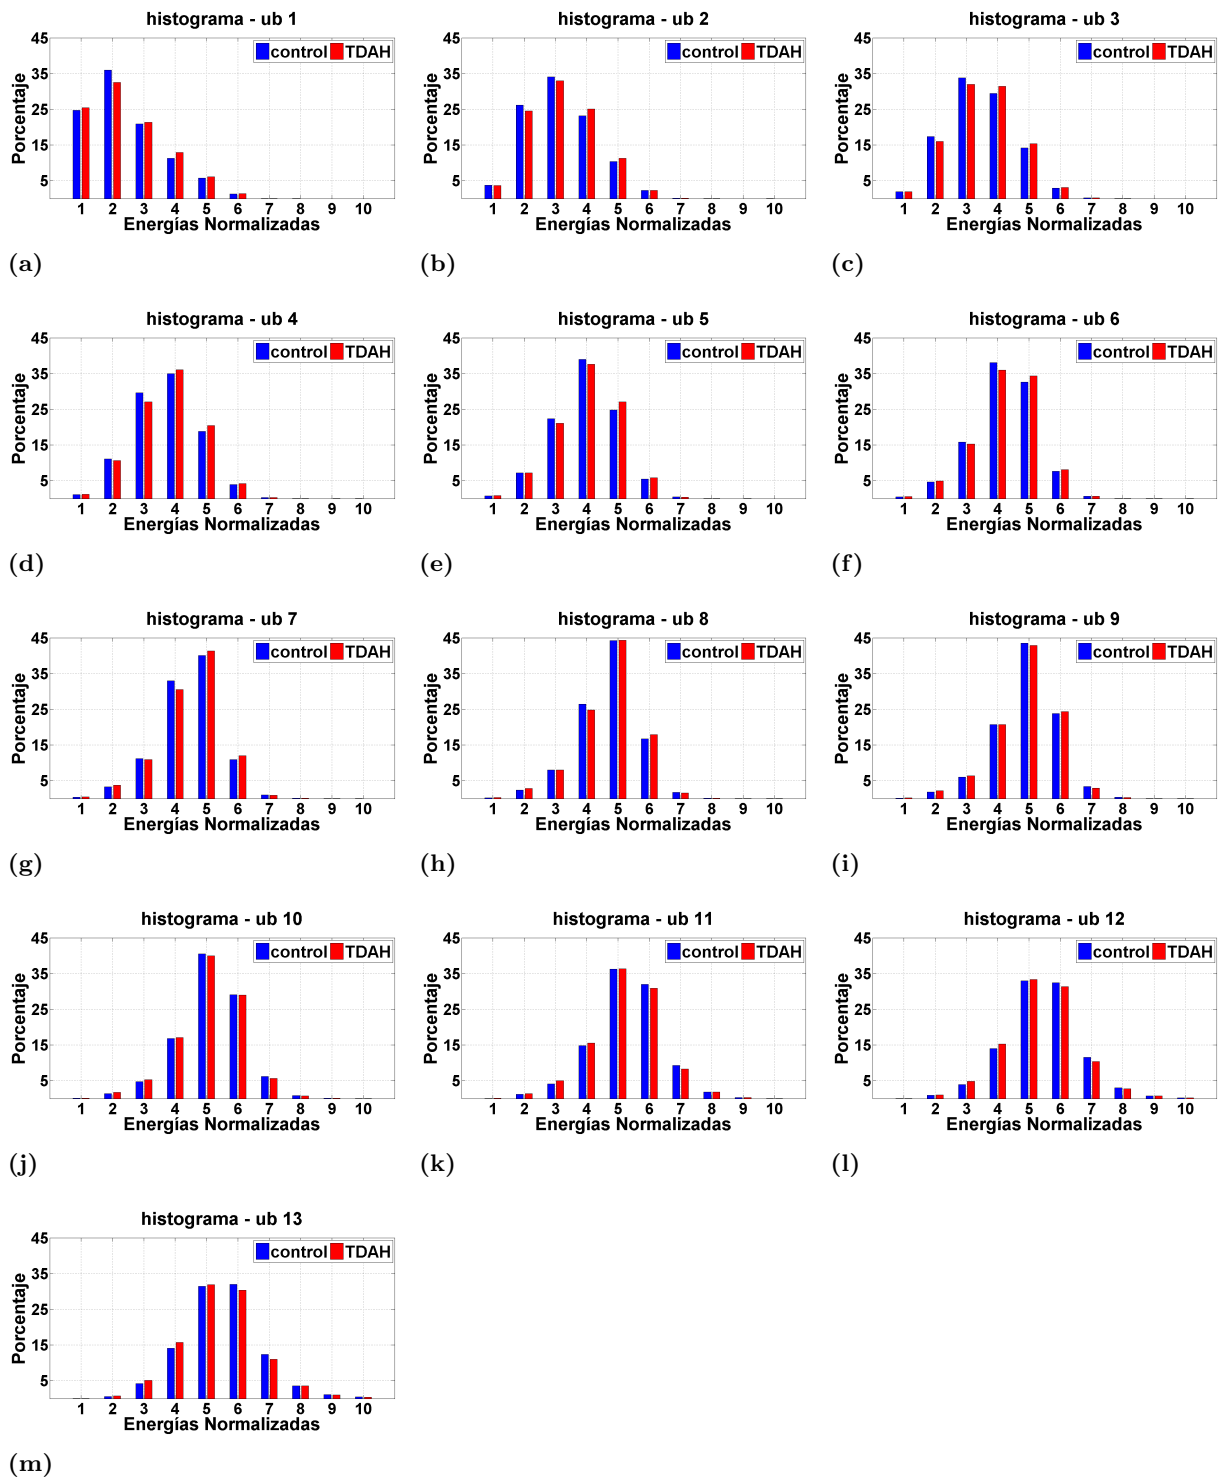 histograma - ub 1
45
35
25
15
5
Porcentaje
control TDAH
1 2 3 4 5 6 7 8 9 10
Energías Normalizadas
(a)
histograma - ub 2
45
35
25
15
5
Porcentaje
control TDAH
1 2 3 4 5 6 7 8 9 10
Energías Normalizadas
(b)
histograma - ub 3
45
35
25
15
5
Porcentaje
control TDAH
1 2 3 4 5 6 7 8 9 10
Energías Normalizadas
(c)
histograma - ub 4
45
35
25
15
5
Porcentaje
control TDAH
1 2 3 4 5 6 7 8 9 10
Energías Normalizadas
(d)
histograma - ub 5
45
35
25
15
5
Porcentaje
control TDAH
1 2 3 4 5 6 7 8 9 10
Energías Normalizadas
(e)
histograma - ub 6
45
35
25
15
5
Porcentaje
control TDAH
1 2 3 4 5 6 7 8 9 10
Energías Normalizadas
(f)
histograma - ub 7
45
35
25
15
5
Porcentaje
control TDAH
1 2 3 4 5 6 7 8 9 10
Energías Normalizadas
(g)
histograma - ub 8
45
35
25
15
5
Porcentaje
control TDAH
1 2 3 4 5 6 7 8 9 10
Energías Normalizadas
(h)
histograma - ub 9
45
35
25
15
5
Porcentaje
control TDAH
1 2 3 4 5 6 7 8 9 10
Energías Normalizadas
(i)
histograma - ub 10
45
35
25
15
5
Porcentaje
control TDAH
1 2 3 4 5 6 7 8 9 10
Energías Normalizadas
(j)
histograma - ub 11
45
35
25
15
5
Porcentaje
control TDAH
1 2 3 4 5 6 7 8 9 10
Energías Normalizadas
(k)
histograma - ub 12
45
35
25
15
5
Porcentaje
control TDAH
1 2 3 4 5 6 7 8 9 10
Energías Normalizadas
(l)
histograma - ub 13
45
35
25
15
5
Porcentaje
control TDAH
1 2 3 4 5 6 7 8 9 10
Energías Normalizadas
(m)